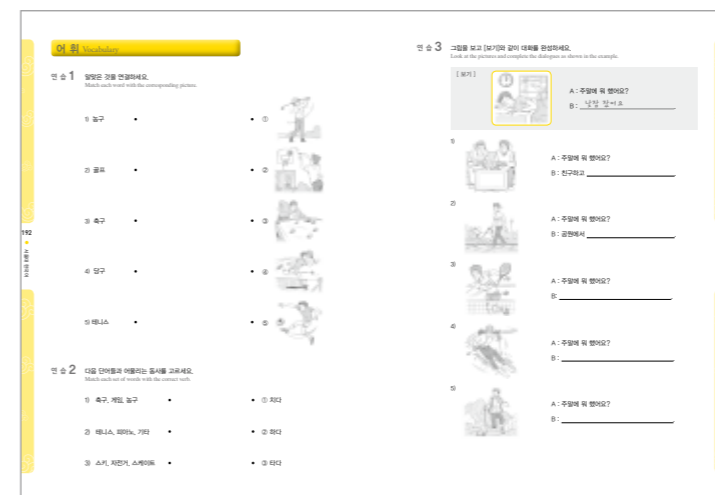 어 휘 Vocabulary
연 습 1 알맞은 것을 연결하세요.
Match each word with the corresponding picture.
1) 농구 • • ①
2) 골프 • • ②
3) 축구 • • ③
4) 당구 • • ④
5) 테니스 • • ⑤
연 습 2 다음 단어들과 어울리는 동사를 고르세요.
Match each set of words with the correct verb.
1) 축구, 게임, 농구 • • ① 치다
2) 테니스, 피아노, 기타 • • ② 하다
3) 스키, 자전거, 스케이트 • • ③ 타다
192
연 습 3 그림을 보고 [보기]와 같이 대화를 완성하세요.
Look at the pictures and complete the dialogues as shown in the example.
[ 보기 ]
A : 주말에 뭐 했어요?
B : 낮잠 잤어요
1)
A : 주말에 뭐 했어요?
B : 친구하고
2)
A : 주말에 뭐 했어요?
B : 공원에서
3)
A : 주말에 뭐 했어요?
B:
4)
A : 주말에 뭐 했어요?
B :
5)
A : 주말에 뭐 했어요?
B :